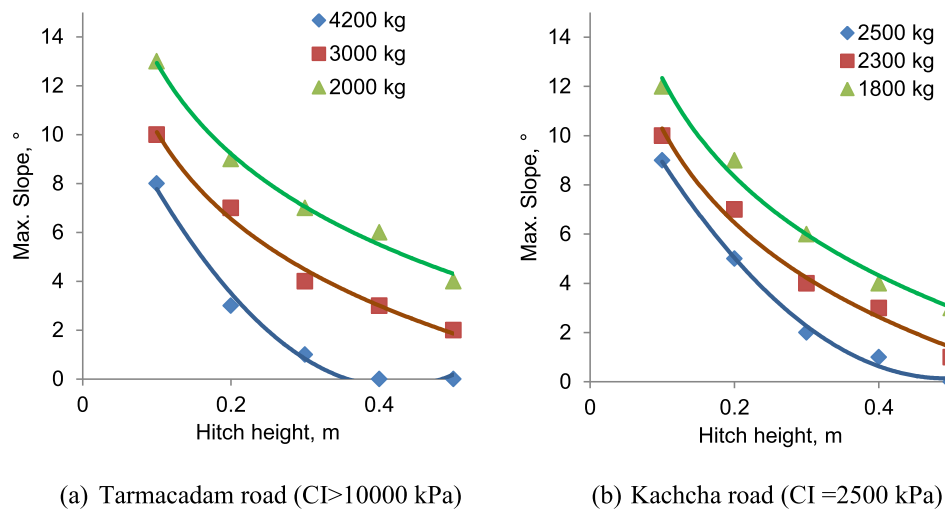 4200 kg
3000 kg
2000 kg
14
12
10
8
6
4
2
0
Max. Slope, °
0
0.2
0.4
Hitch height, m
(a) Tarmacadam road (CI>10000 kPa)
2500 kg
2300 kg
1800 kg
14
12
10
8
6
4
2
0
Max. Slope, °
0
0.2
0.4
Hitch height, m
(b) Kachcha road (CI =2500 kPa)